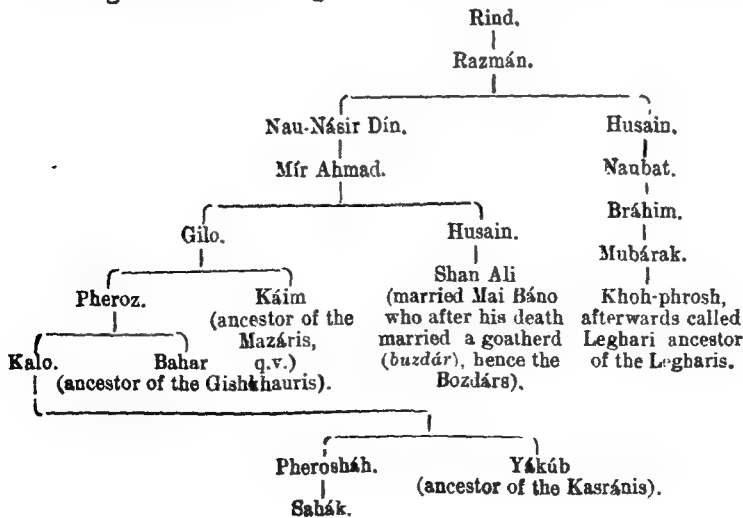 Rind.
Razmán.
Nau-Násir Dín. Husain.
Mír Ahmad. Naubat.
Bráhim.
Gilo. Husain. Mubárak.
Shan Ali
Pheroz. Káim (married Mai Báno Khoh-phrosh,
(ancestor of the who after his death afterwards called
Mazáris, married a goatherd Leghari ancestor
Kalo. Bahar q.v.) (buzdár), hence the of the Legharis.
(ancestor of the Gishkhauris). Bozdárs).
Pherosháh. Yákúb
(ancestor of the Kasránis).
Sahák.